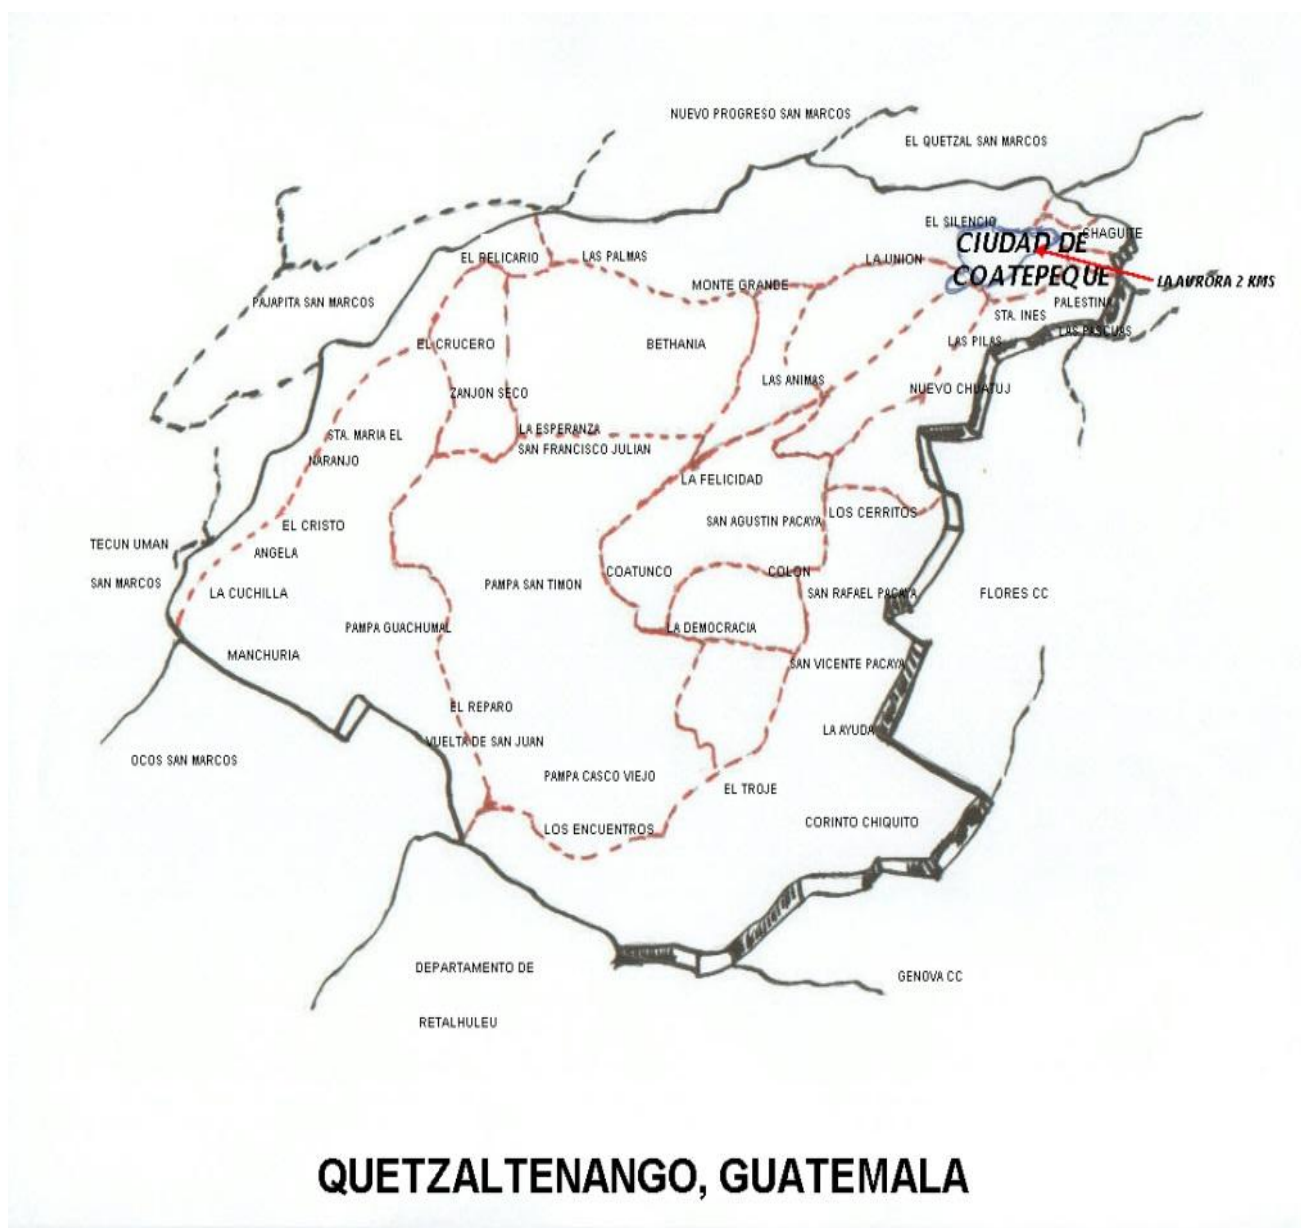 NUEVO PROGRESO SAN MARCOS
EL QUETZAL SAN MARCOS
EL SILENCIO
CHAGUITE
CIUDAD DE
COATEPEQUE
EL RELICARIO
LAS PALMAS
LA UNION
LA AURORA 2 KMS
MONTE GRANDE
PAJAPITA SAN MARCOS
PALESTINA
STA. INES
LAS PASCUAS
EL CRUCERO
BETHANIA
LAS PILAS
LAS ANIMAS
NUEVO CHUATUJ
ZANJON SECO
LA ESPERANZA
STA. MARIA EL
NARANJO
SAN FRANCISCO JULIAN
LA FELICIDAD
SAN AGUSTIN PACAYA
LOS CERRITOS
EL CRISTO
TECUN UMAN
SAN MARCOS
ANGELA
COATUNCO
COLON
PAMPA SAN TIMON
LA CUCHILLA
SAN RAFAEL PACAYA
FLORES CC
PAMPA GUACHUMAL
LA DEMOCRACIA
MANCHURIA
SAN VICENTE PACAYA
EL REPARO
LA AYUDA
VUELTA DE SAN JUAN
OCOS SAN MARCOS
PAMPA CASCO VIEJO
EL TROJE
LOS ENCUENTROS
CORINTO CHIQUITO
DEPARTAMENTO DE
RETALHULEU
GENOVA CC
QUETZALTENANGO, GUATEMALA